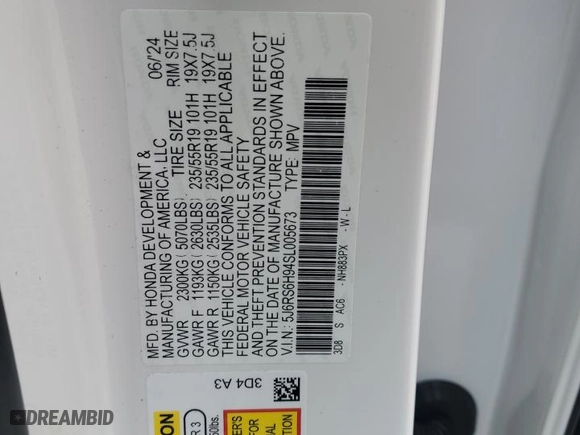 MFD. BY HONDA DEVELOPMENT & 06/'24
MANUFACTURING OF AMERICA, LLC
TIRE SIZE RIM SIZE
GVWR 2300KG (5070LBS)
GAWR F 1193KG (2630LBS) 235/55R19 101H 19X7.5J
GAWR R 1150KG (2535LBS) 235/55R19 101H 19X7.5J
THIS VEHICLE CONFORMS TO ALL APPLICABLE
FEDERAL MOTOR VEHICLE SAFETY
AND THEFT PREVENTION STANDARDS IN EFFECT
ON THE DATE OF MANUFACTURE SHOWN ABOVE.
V.I.N.: 5J6RS6H94SL005673 TYPE: MPV
3D8 S AC6 - NH883PX - W - L
3D4 A3
DREAMBID